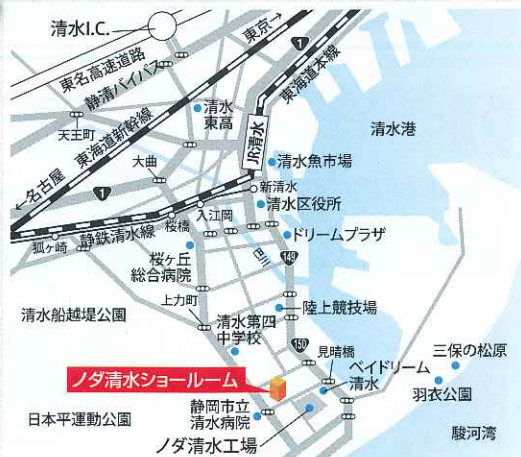 清水I.C.
東京→
1
東名高速道路
静清バイパス
東海道本線
清水
東高
天王町
東海道新幹線
JR清水
清水港
大曲
清水魚市場
←名古屋
1
新清水
入江岡
清水区役所
静鉄清水線
桜橋
狐ヶ崎
ドリームプラザ
巴川
149
桜ヶ丘
総合病院
上力町
陸上競技場
清水船越堤公園
清水第四
中学校
150
見晴橋
三保の松原
ベイドリーム
清水
ノダ清水ショールーム
羽衣公園
静岡市立
清水病院
日本平運動公園
ノダ清水工場
駿河湾